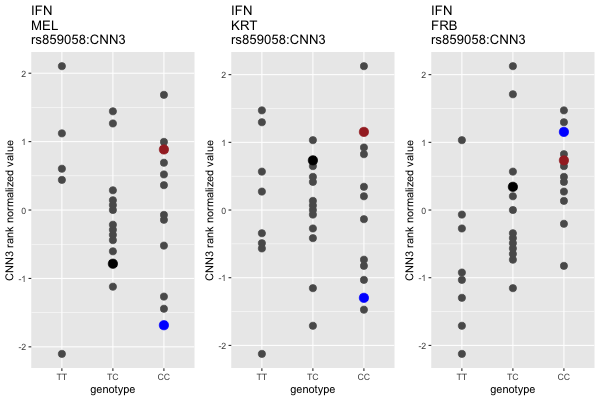 IFN
MEL
rs859058:CNN3
CNN3 rank normalized value
2
1
0
-1
-2
TT TC CC
genotype
IFN
KRT
rs859058:CNN3
CNN3 rank normalized value
2
1
0
-1
-2
TT TC CC
genotype
IFN
FRB
rs859058:CNN3
CNN3 rank normalized value
2
1
0
-1
-2
TT TC CC
genotype